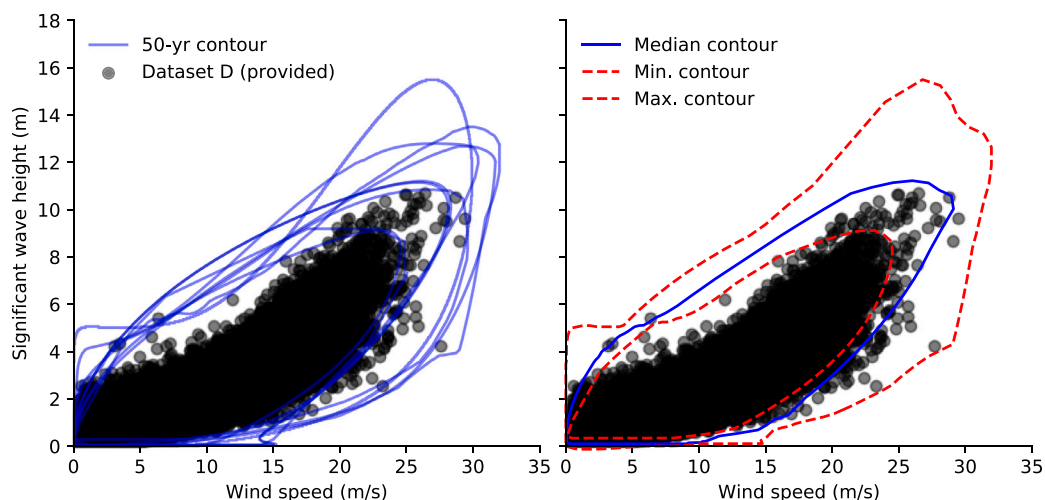 18
16
14
12
10
8
6
4
2
0
Significant wave height (m)
50-yr contour
Dataset D (provided)
0 5 10 15 20 25 30 35
Wind speed (m/s)
Median contour
Min. contour
Max. contour
0 5 10 15 20 25 30 35
Wind speed (m/s)